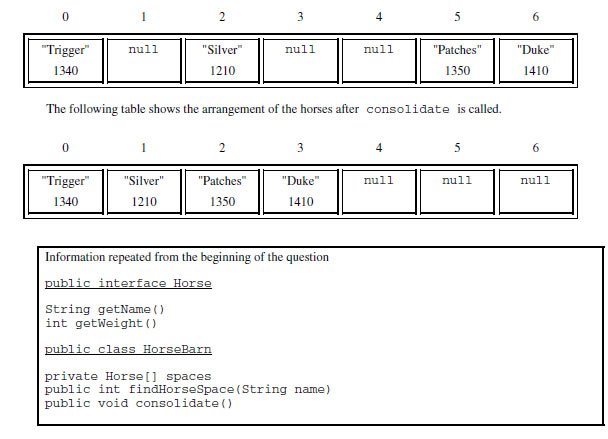 0 1 2 3 4 5 6
"Trigger" null "Silver" null null "Patches" "Duke"
1340 1210 1350 1410
The following table shows the arrangement of the horses after consolidate is called.
0 1 2 3 4 5 6
"Trigger" "Silver" "Patches" "Duke" null null null
1340 1210 1350 1410
Information repeated from the beginning of the question
public interface Horse
String getName()
int getWeight()
public class HorseBarn
private Horse[] spaces
public int findHorseSpace(String name)
public void consolidate()